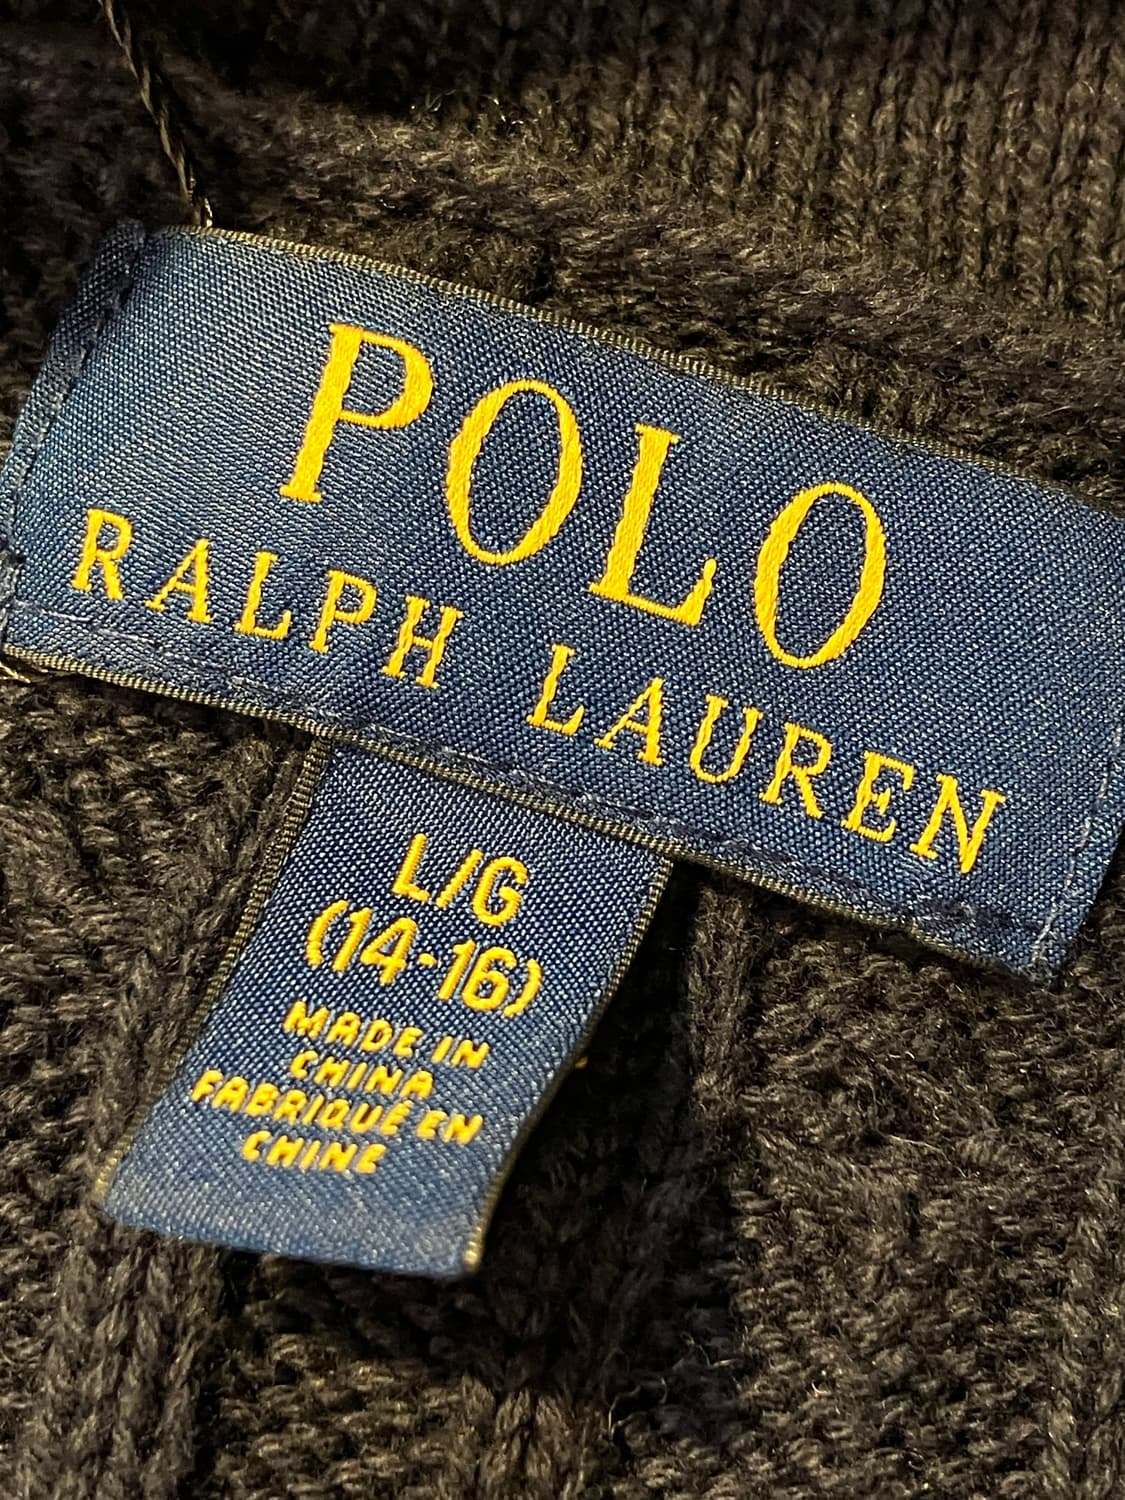 POLO
RALPH LAUREN
L/G
(14-16)
MADE IN
CHINA
FABRIQUÉ EN
CHINE